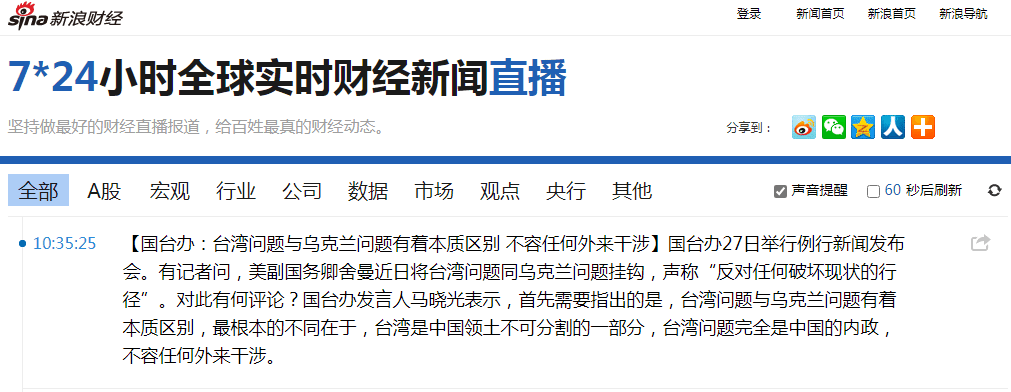 sina 新浪财经
登录 新闻首页 新浪首页 新浪导航
7*24小时全球实时财经新闻直播
坚持做最好的财经直播报道，给百姓最真的财经动态。
分享到：
全部 A股 宏观 行业 公司 数据 市场 观点 央行 其他
声音提醒 60 秒后刷新
10:35:25
【国台办：台湾问题与乌克兰问题有着本质区别 不容任何外来干涉】国台办27日举行例行新闻发布
会。有记者问，美副国务卿舍曼近日将台湾问题同乌克兰问题挂钩，声称“反对任何破坏现状的行
径”。对此有何评论？国台办发言人马晓光表示，首先需要指出的是，台湾问题与乌克兰问题有着
本质区别，最根本的不同在于，台湾是中国领土不可分割的一部分，台湾问题完全是中国的内政，
不容任何外来干涉。